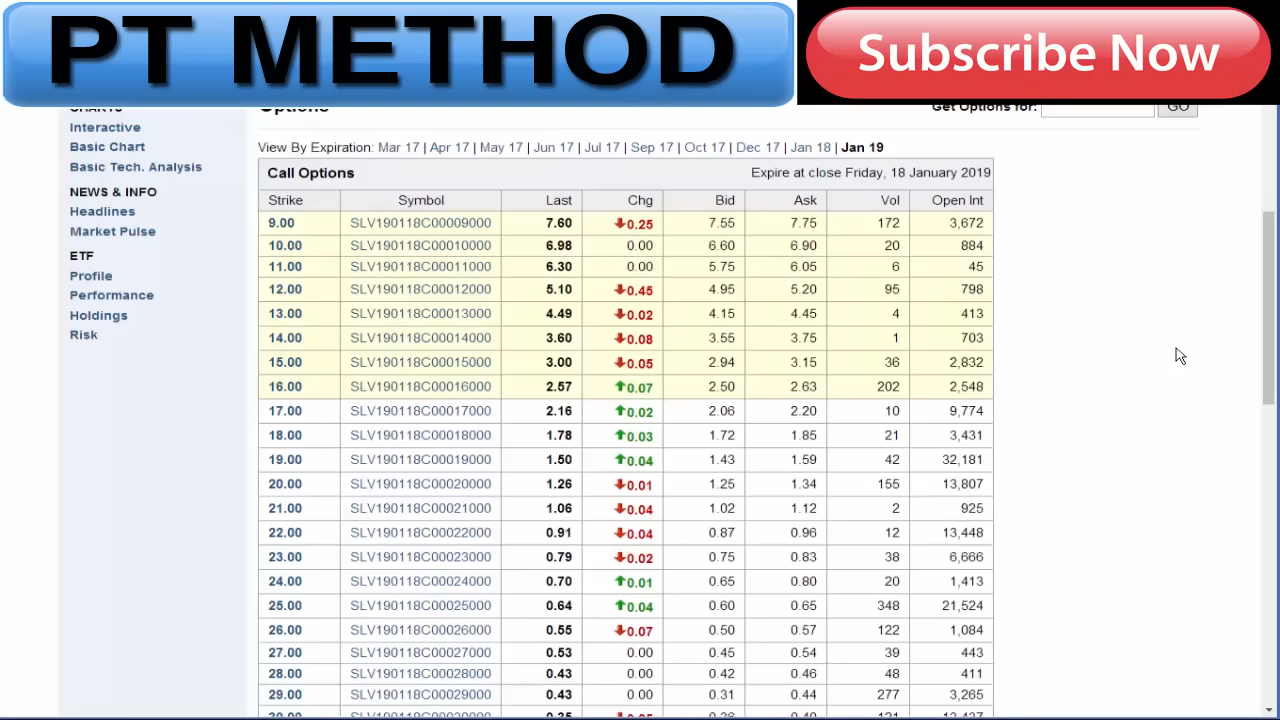 PT METHOD
Subscribe Now
CHARTS
Options
Get Options for:
GO
Interactive
Basic Chart
Basic Tech. Analysis
NEWS & INFO
Headlines
Market Pulse
ETF
Profile
Performance
Holdings
Risk
View By Expiration: Mar 17 | Apr 17 | May 17 | Jun 17 | Jul 17 | Sep 17 | Oct 17 | Dec 17 | Jan 18 | Jan 19
Call Options Expire at close Friday, 18 January 2019
Strike Symbol Last Chg Bid Ask Vol Open Int
9.00 SLV190118C00009000 7.60 0.25 7.55 7.75 172 3,672
10.00 SLV190118C00010000 6.98 0.00 6.60 6.90 20 884
11.00 SLV190118C00011000 6.30 0.00 5.75 6.05 6 45
12.00 SLV190118C00012000 5.10 0.45 4.95 5.20 95 798
13.00 SLV190118C00013000 4.49 0.02 4.15 4.45 4 413
14.00 SLV190118C00014000 3.60 0.08 3.55 3.75 1 703
15.00 SLV190118C00015000 3.00 0.05 2.94 3.15 36 2,832
16.00 SLV190118C00016000 2.57 0.07 2.50 2.63 202 2,548
17.00 SLV190118C00017000 2.16 0.02 2.06 2.20 10 9,774
18.00 SLV190118C00018000 1.78 0.03 1.72 1.85 21 3,431
19.00 SLV190118C00019000 1.50 0.04 1.43 1.59 42 32,181
20.00 SLV190118C00020000 1.26 0.01 1.25 1.34 155 13,807
21.00 SLV190118C00021000 1.06 0.04 1.02 1.12 2 925
22.00 SLV190118C00022000 0.91 0.04 0.87 0.96 12 13,448
23.00 SLV190118C00023000 0.79 0.02 0.75 0.83 38 6,666
24.00 SLV190118C00024000 0.70 0.01 0.65 0.80 20 1,413
25.00 SLV190118C00025000 0.64 0.04 0.60 0.65 348 21,524
26.00 SLV190118C00026000 0.55 0.07 0.50 0.57 122 1,084
27.00 SLV190118C00027000 0.53 0.00 0.45 0.54 39 443
28.00 SLV190118C00028000 0.43 0.00 0.42 0.46 48 411
29.00 SLV190118C00029000 0.43 0.00 0.31 0.44 277 3,265